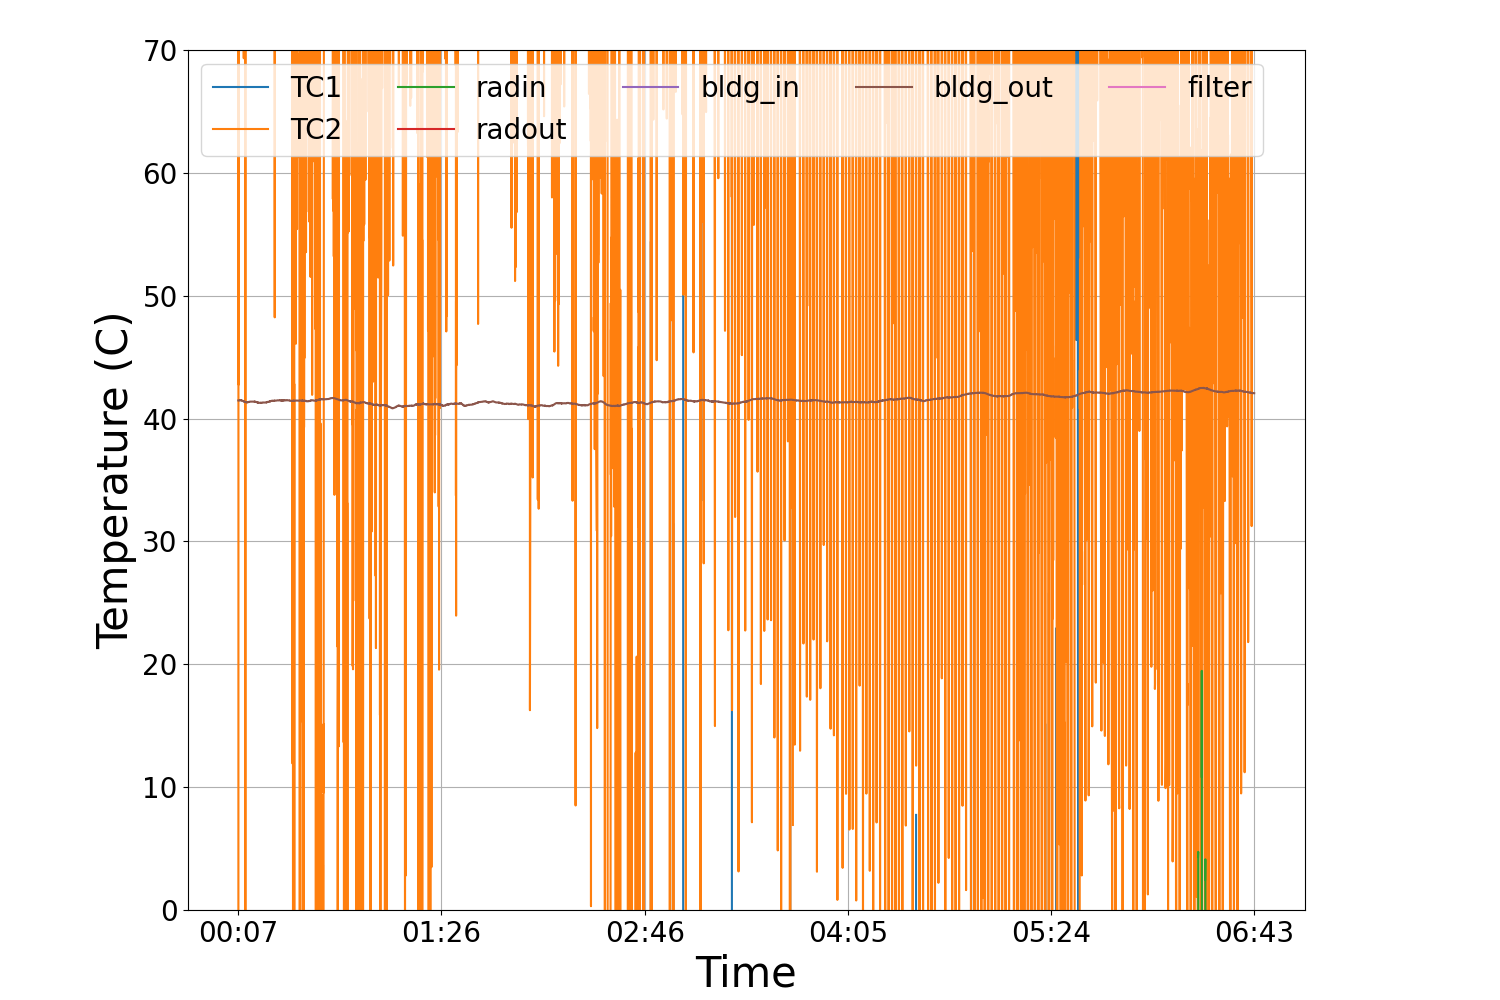 70
60
50
40
30
20
10
0
Temperature (C)
TC1
TC2
radin
radout
bldg_in
bldg_out
filter
00:07
01:26
02:46
04:05
05:24
06:43
Time